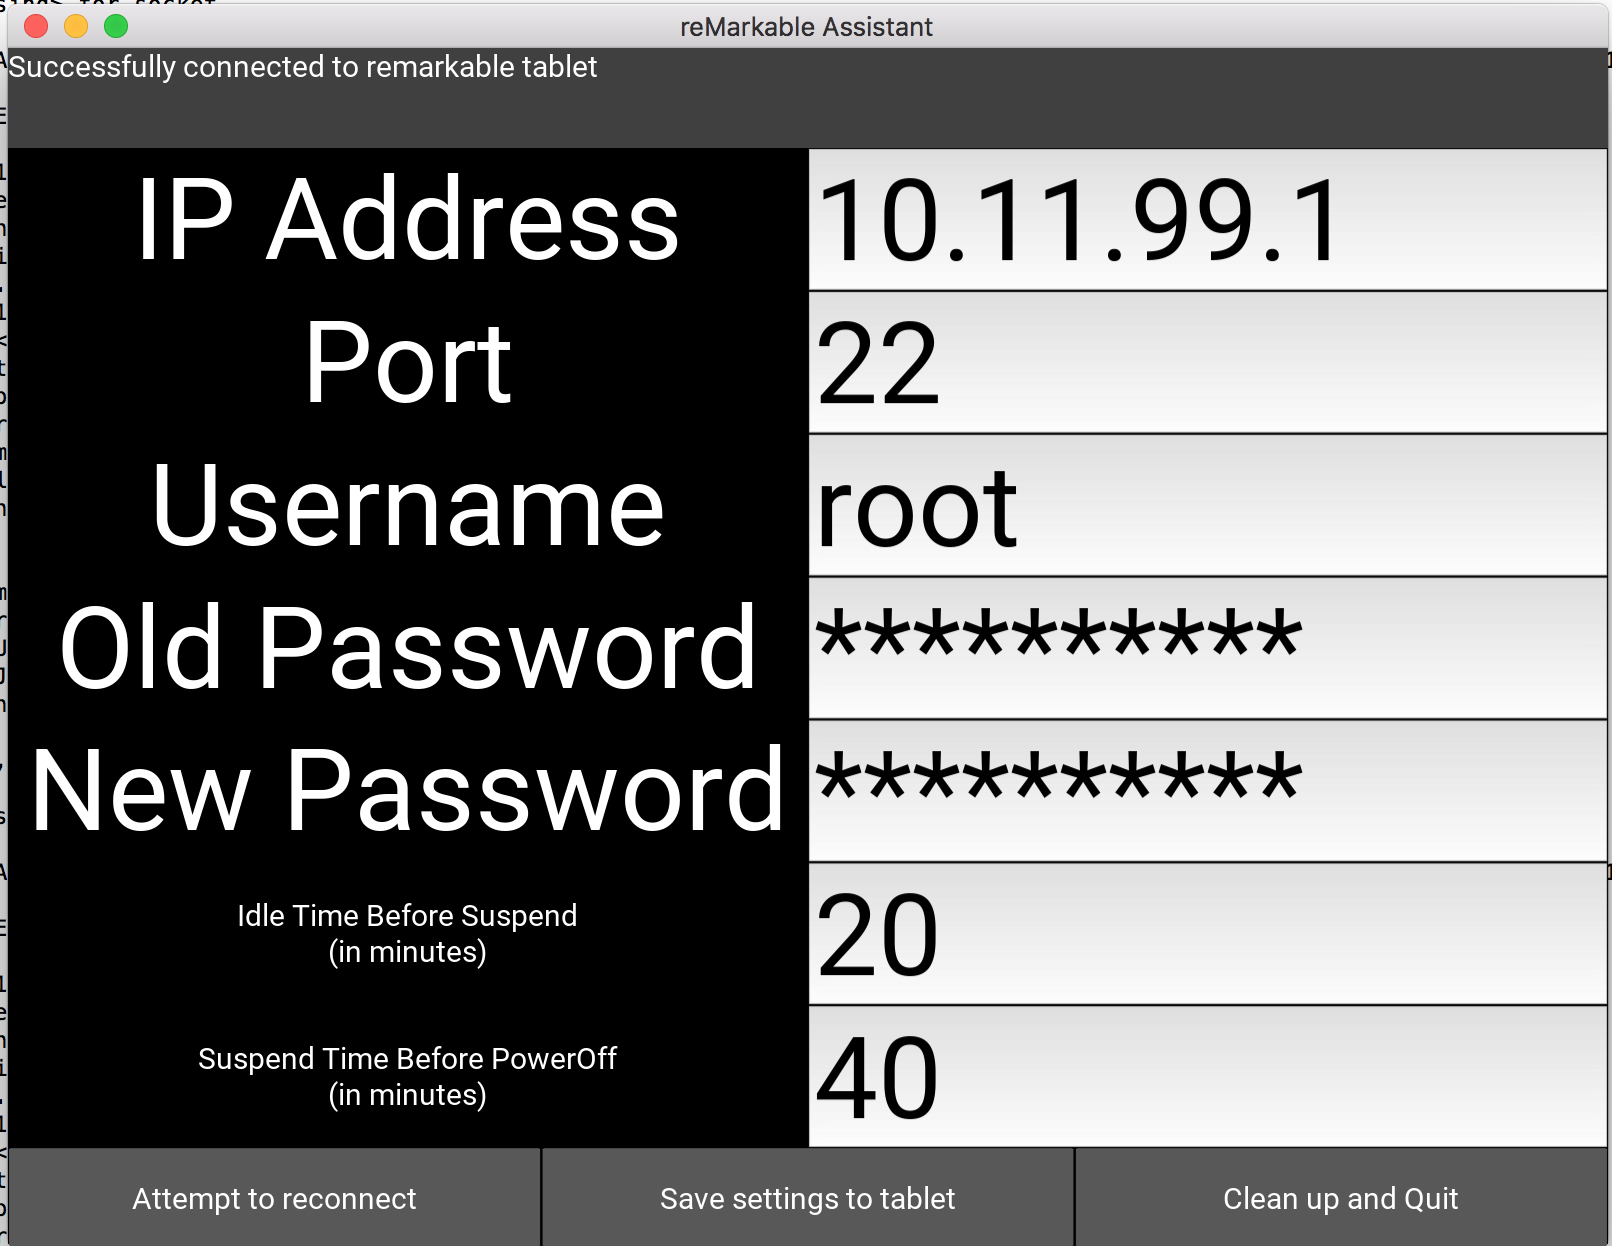 reMarkable Assistant
Successfully connected to remarkable tablet
IP Address
10.11.99.1
Port
22
Username
root
Old Password
**********
New Password
**********
Idle Time Before Suspend
(in minutes)
20
Suspend Time Before PowerOff
(in minutes)
40
Attempt to reconnect
Save settings to tablet
Clean up and Quit